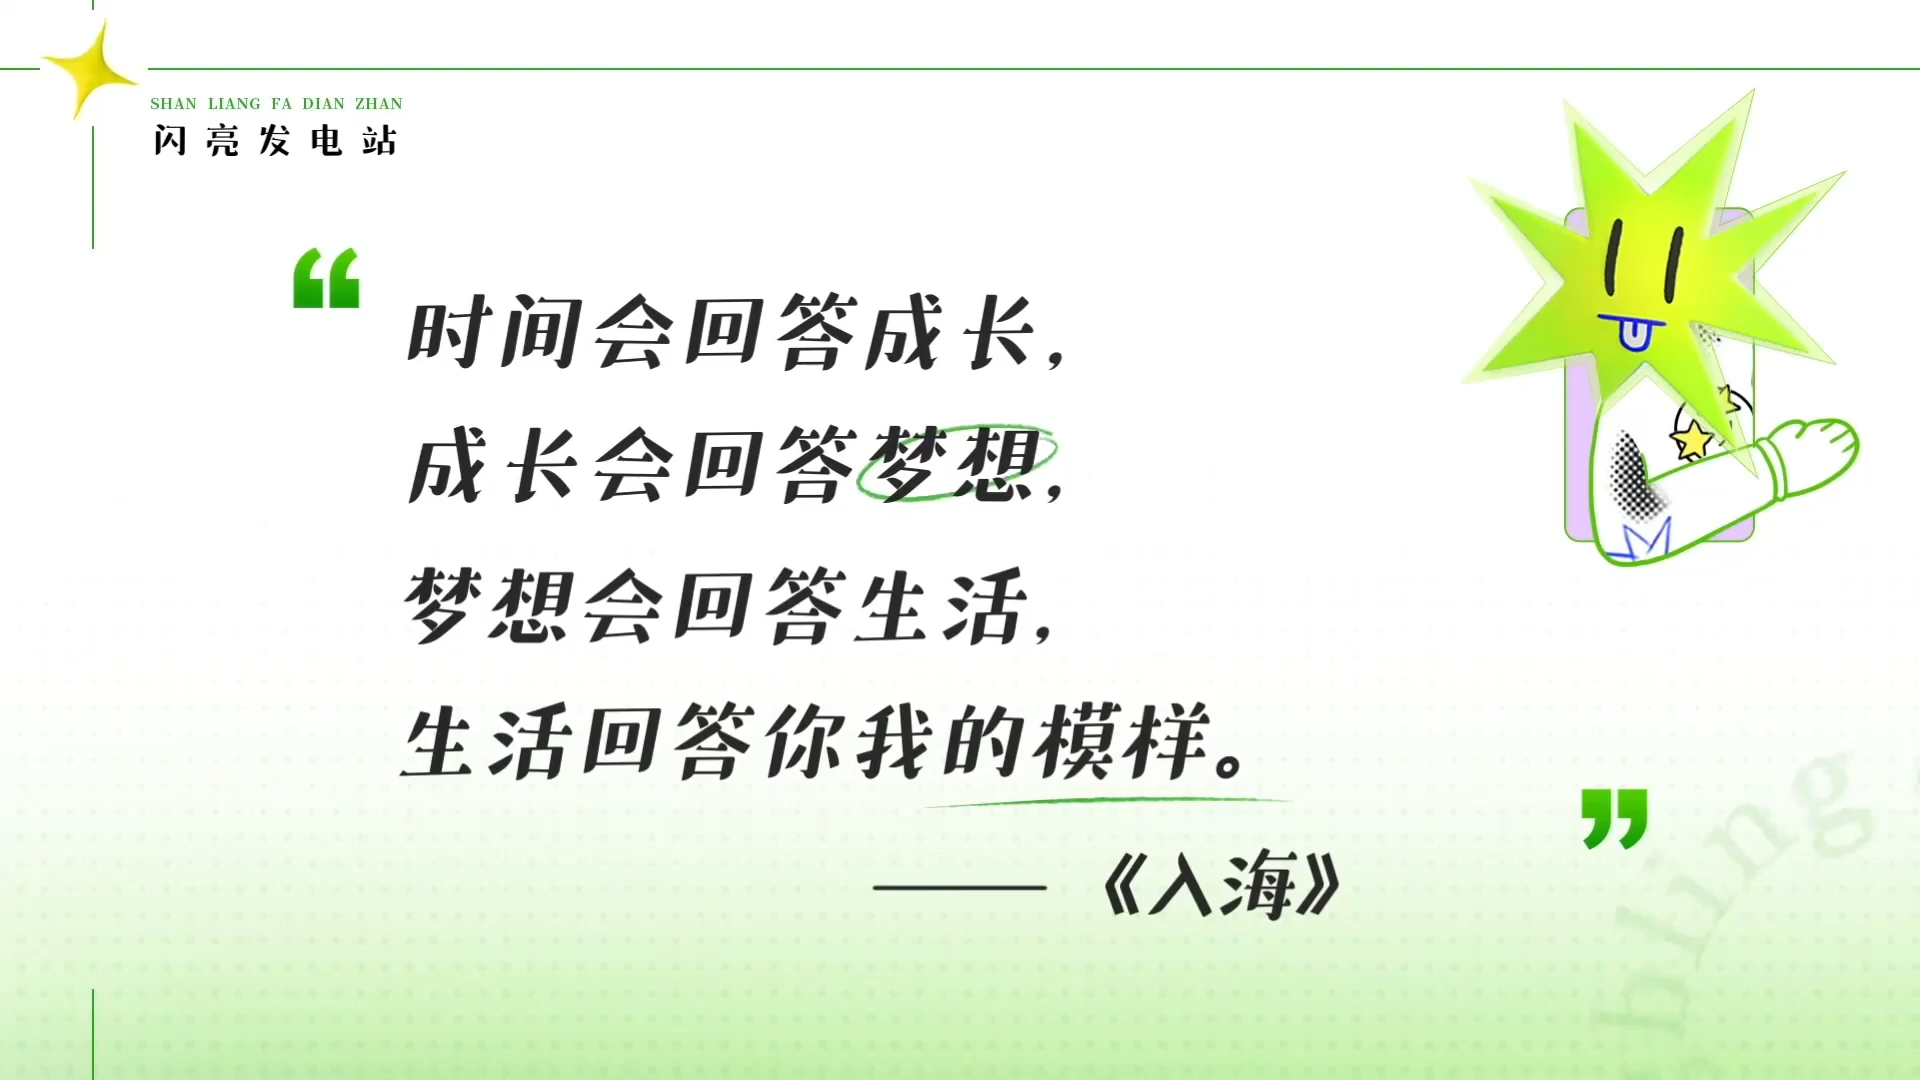 SHAN LIANG FA DIAN ZHAN
闪亮发电站
“
时间会回答成长，
成长会回答梦想，
梦想会回答生活，
生活回答你我的模样。
”
——《入海》
pling